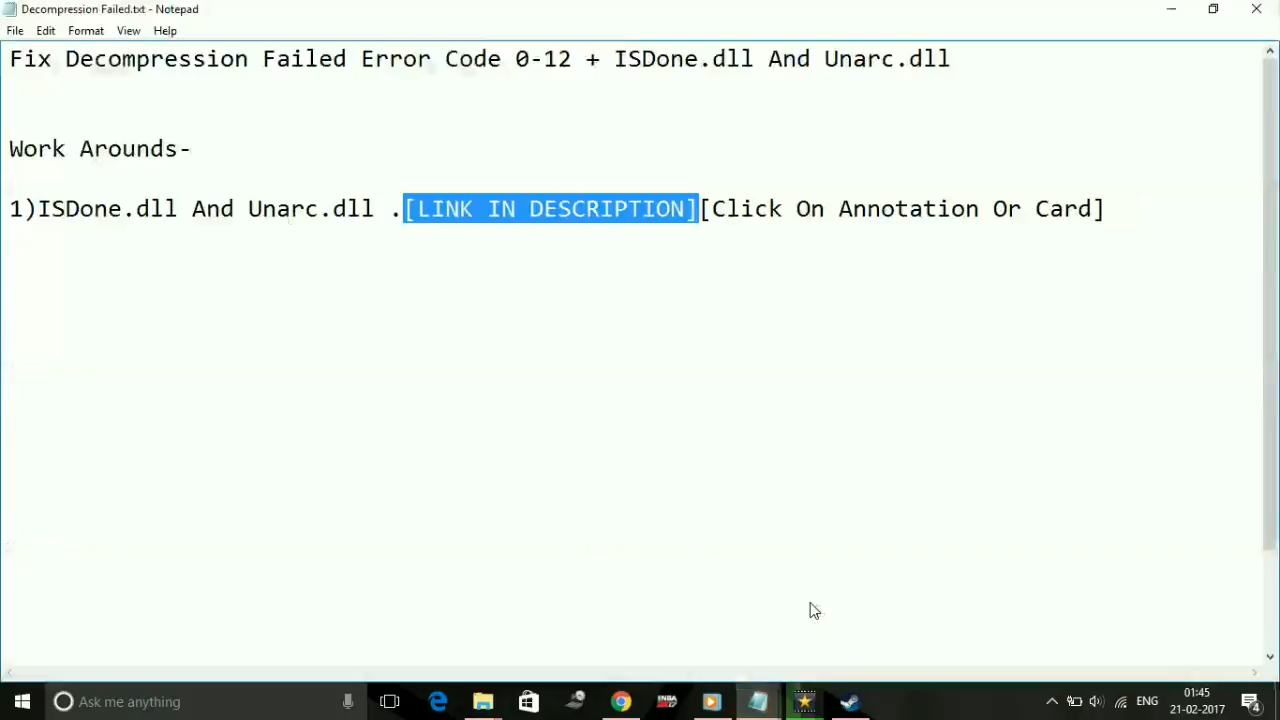 Decompression Failed.txt - Notepad
File Edit Format View Help
Fix Decompression Failed Error Code 0-12 + ISDone.dll And Unarc.dll
Work Arounds-
1)ISDone.dll And Unarc.dll .[LINK IN DESCRIPTION][Click On Annotation Or Card]
Ask me anything
ENG
01:45
21-02-2017
4